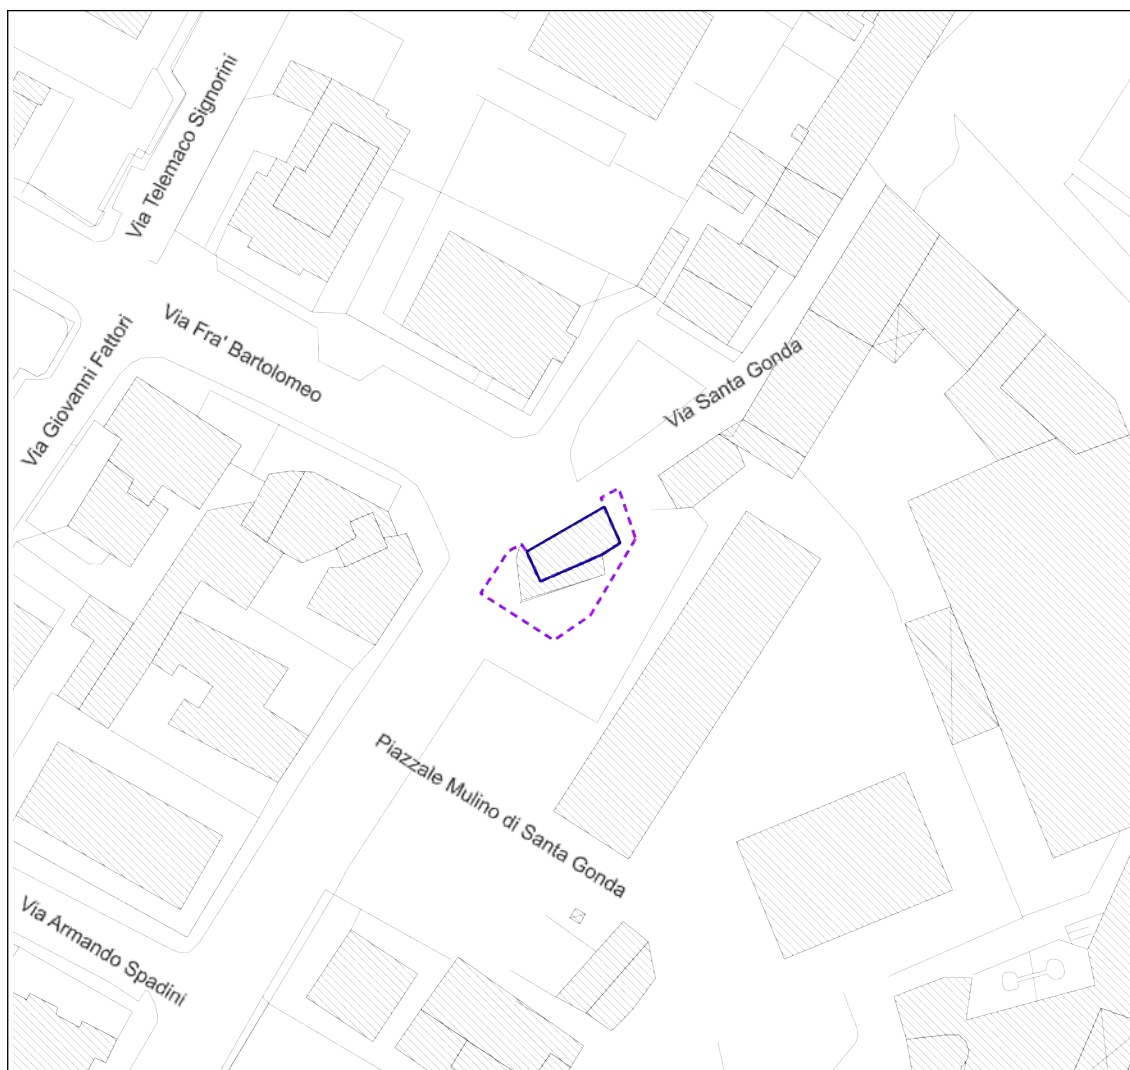 Via Telemaco Signorini
Via Fra' Bartolomeo
Via Giovanni Fattori
Via Santa Gonda
Piazzale Mulino di Santa Gonda
Via Armando Spadini